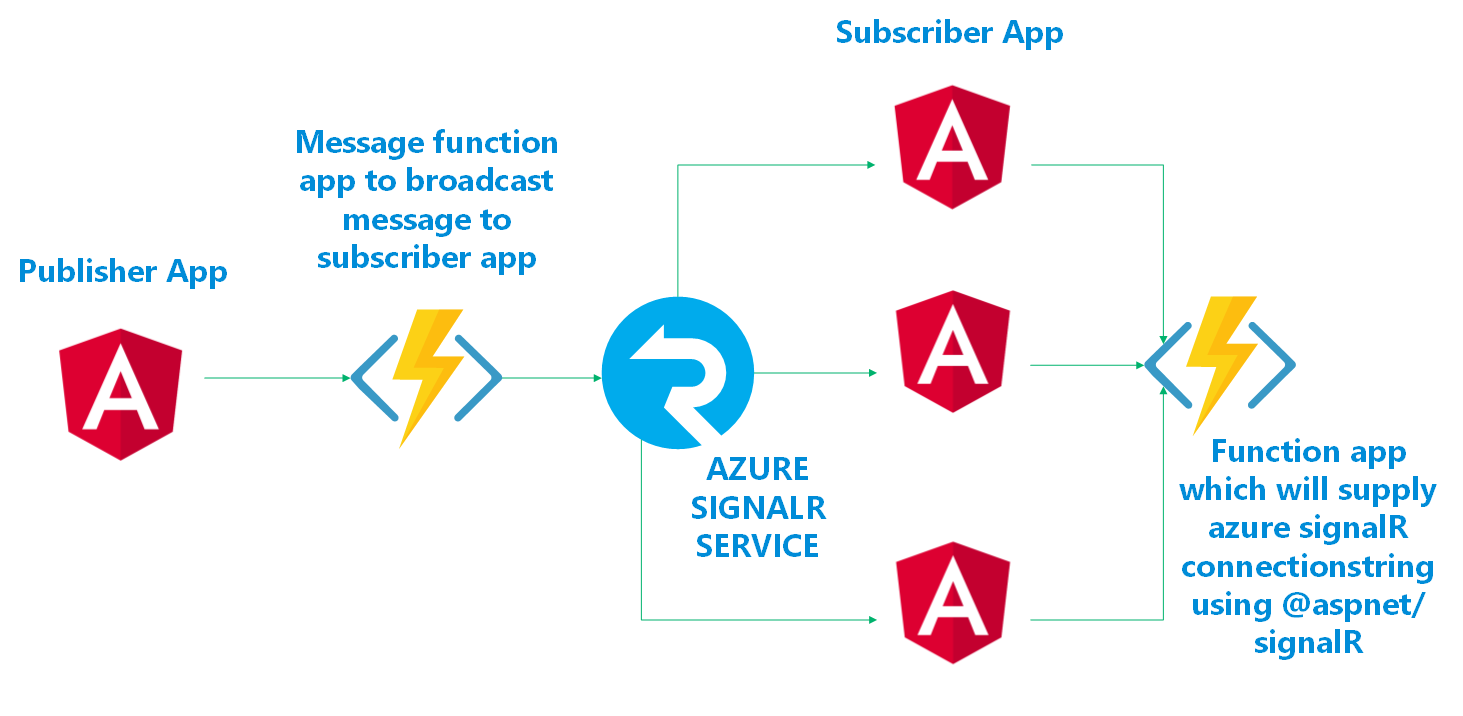 Subscriber App
Message function
app to broadcast
message to
subscriber app
Publisher App
AZURE
SIGNALR
SERVICE
Function app
which will supply
azure signalR
connectionstring
using @aspnet/
signalR